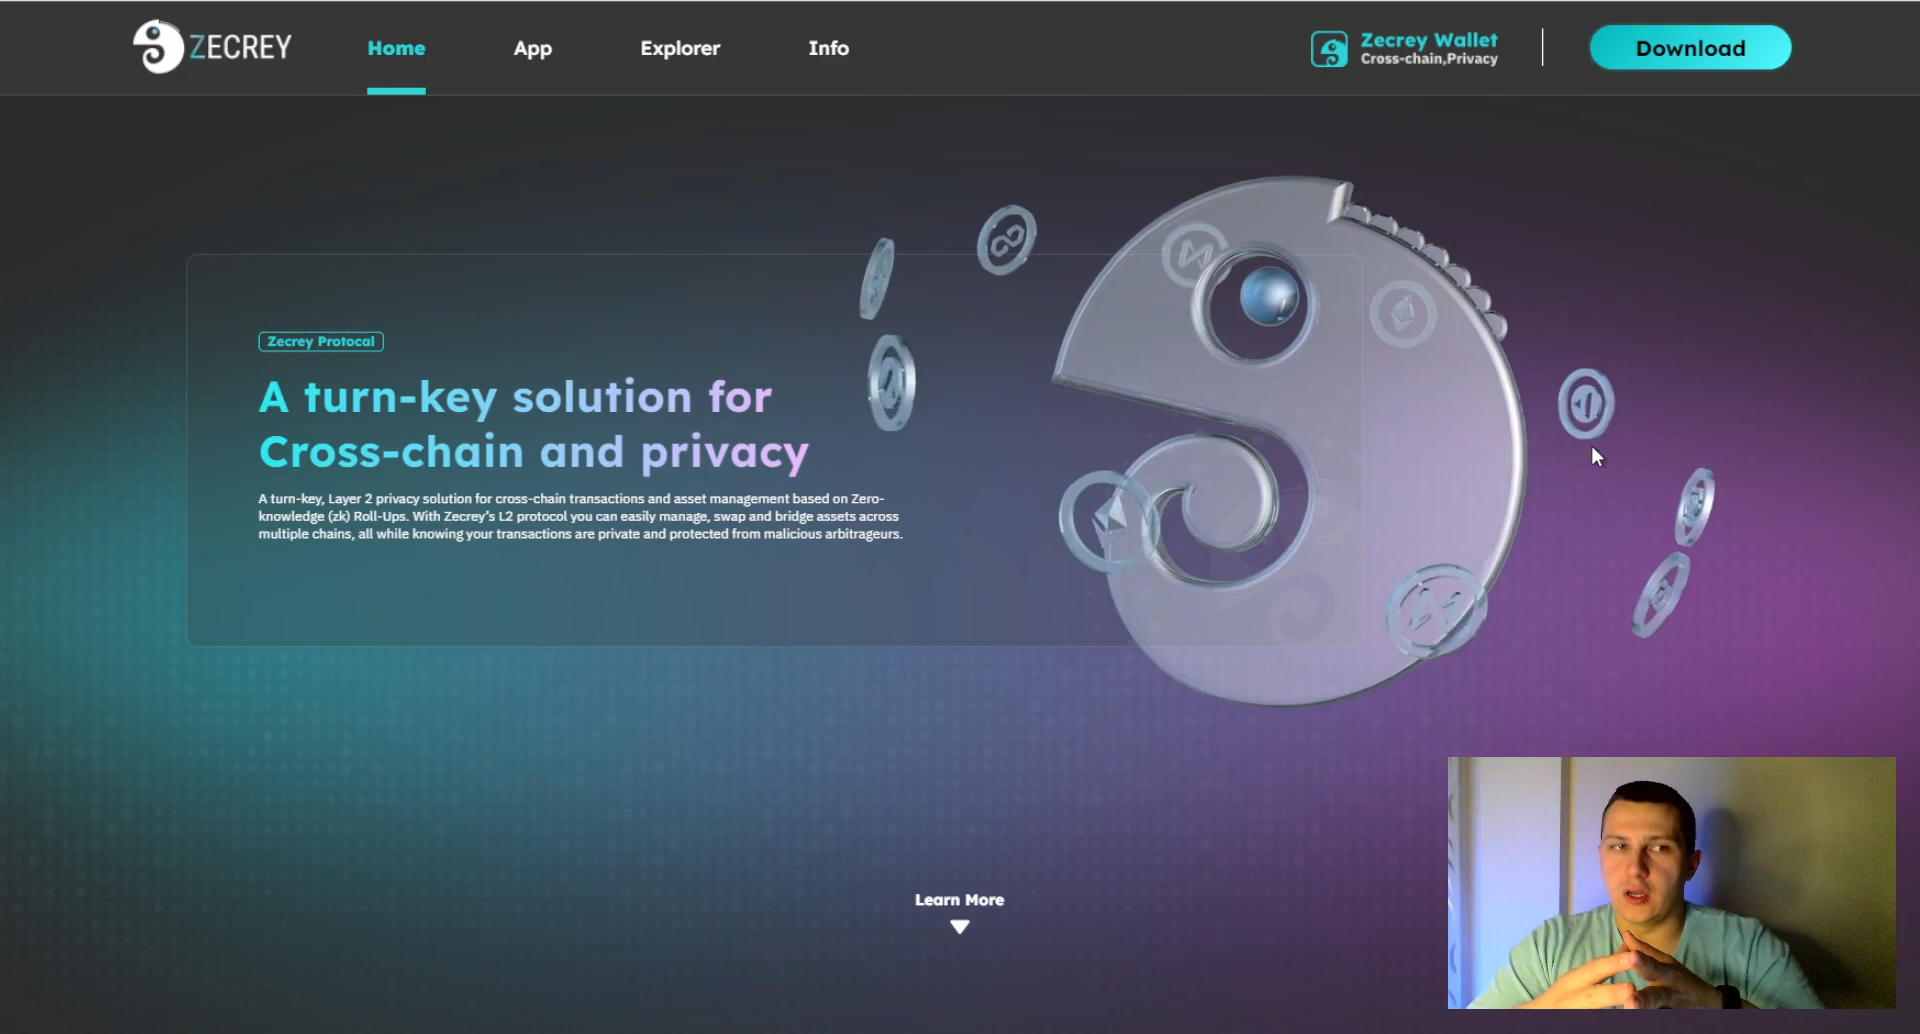 ZECREY
Home
App
Explorer
Info
Zecrey Wallet
Cross-chain,Privacy
Download
Zecrey Protocal
A turn-key solution for
Cross-chain and privacy
A turn-key, Layer 2 privacy solution for cross-chain transactions and asset management based on Zero-
knowledge (zk) Roll-Ups. With Zecrey’s L2 protocol you can easily manage, swap and bridge assets across
multiple chains, all while knowing your transactions are private and protected from malicious arbitrageurs.
Learn More